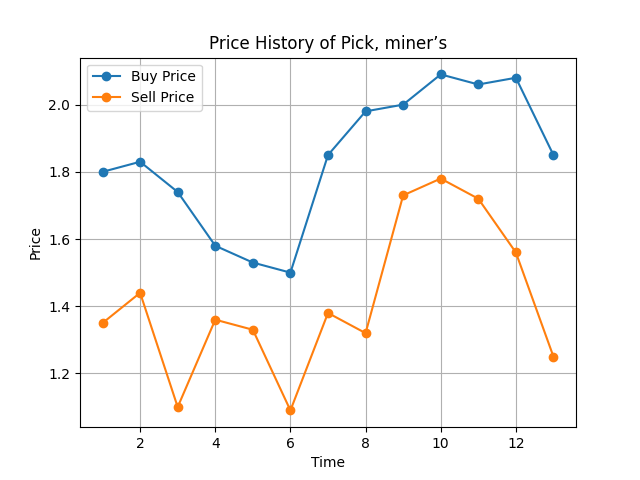 Price History of Pick, miner’s
Buy Price
Sell Price
2.0
1.8
1.6
1.4
1.2
Price
2 4 6 8 10 12
Time